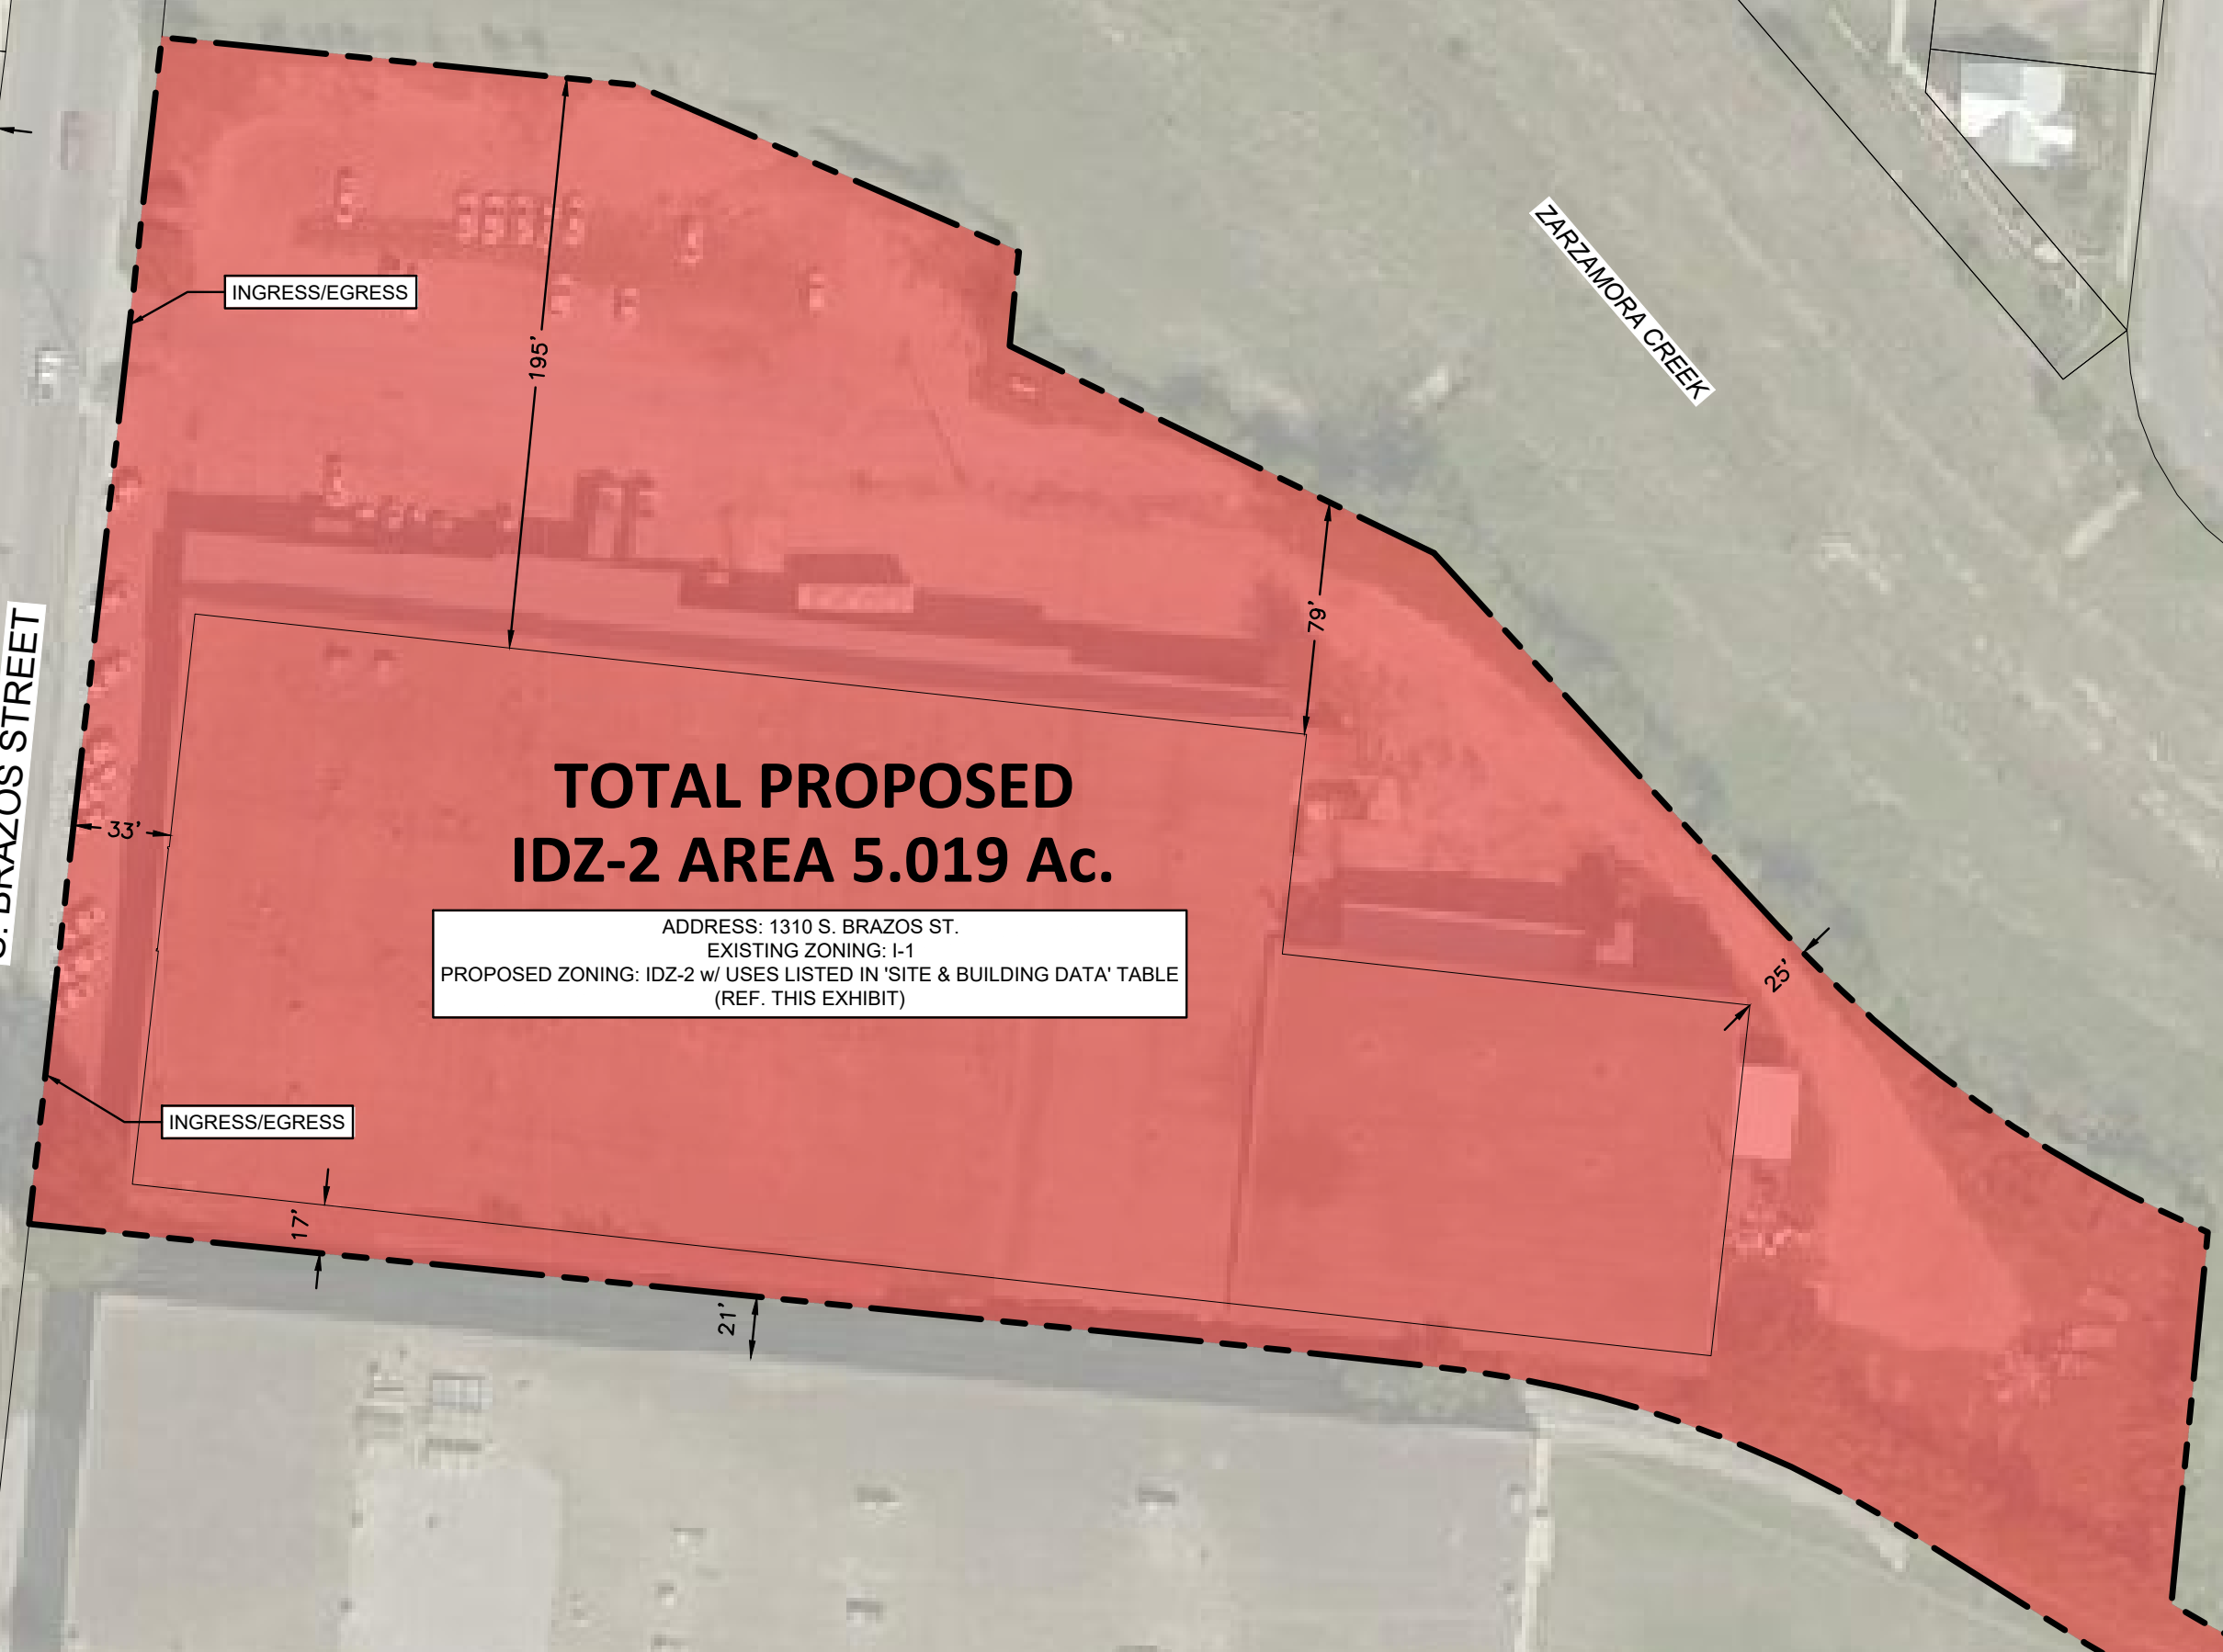 INGRESS/EGRESS
195'
ZARZAMORA CREEK
79'
BRAZOS STREET
33'
TOTAL PROPOSED
IDZ-2 AREA 5.019 Ac.
ADDRESS: 1310 S. BRAZOS ST.
EXISTING ZONING: I-1
PROPOSED ZONING: IDZ-2 w/ USES LISTED IN 'SITE & BUILDING DATA' TABLE
(REF. THIS EXHIBIT)
25'
INGRESS/EGRESS
17'
21'